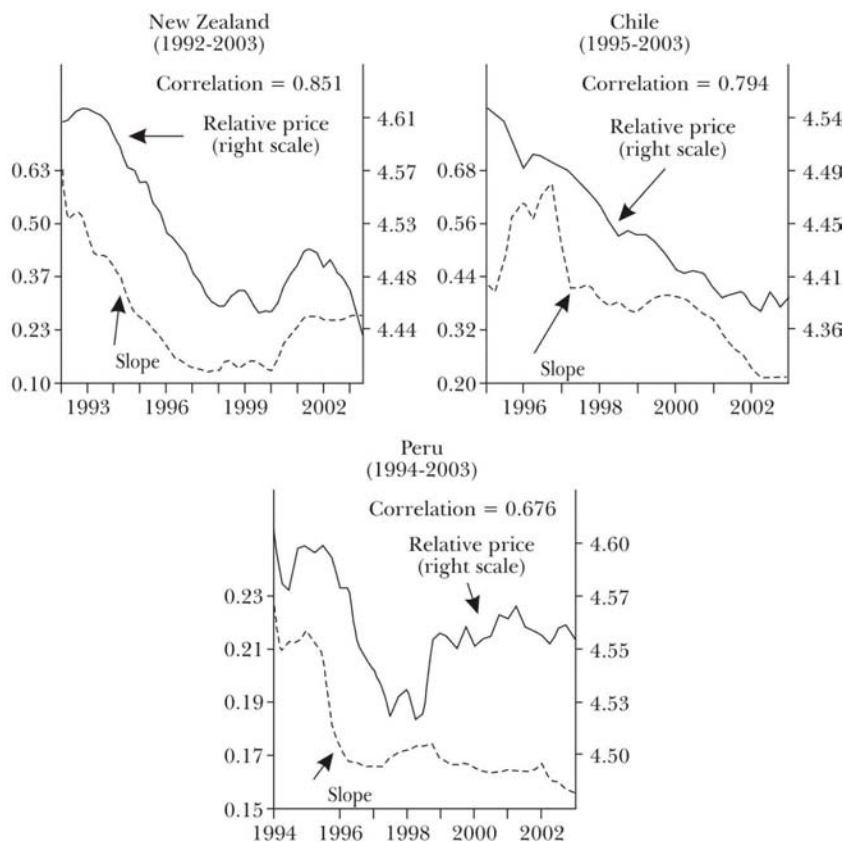 New Zealand
(1992-2003)
Correlation = 0.851
Relative price
(right scale)
Slope
0.63
0.50
0.37
0.23
0.10
4.61
4.57
4.53
4.48
4.44
1993 1996 1999 2002
Chile
(1995-2003)
Correlation = 0.794
Relative price
(right scale)
Slope
0.68
0.56
0.44
0.32
0.20
4.54
4.49
4.45
4.41
4.36
1996 1998 2000 2002
Peru
(1994-2003)
Correlation = 0.676
Relative price
(right scale)
Slope
0.23
0.21
0.19
0.17
0.15
4.60
4.57
4.55
4.53
4.50
1994 1996 1998 2000 2002